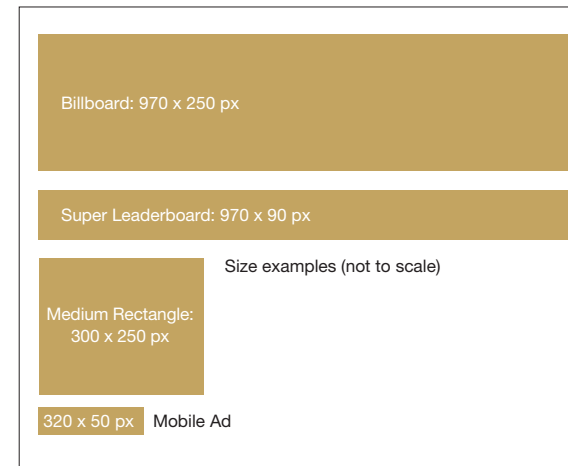 Billboard: 970 x 250 px
Super Leaderboard: 970 x 90 px
Size examples (not to scale)
Medium Rectangle:
300 x 250 px
320 x 50 px Mobile Ad